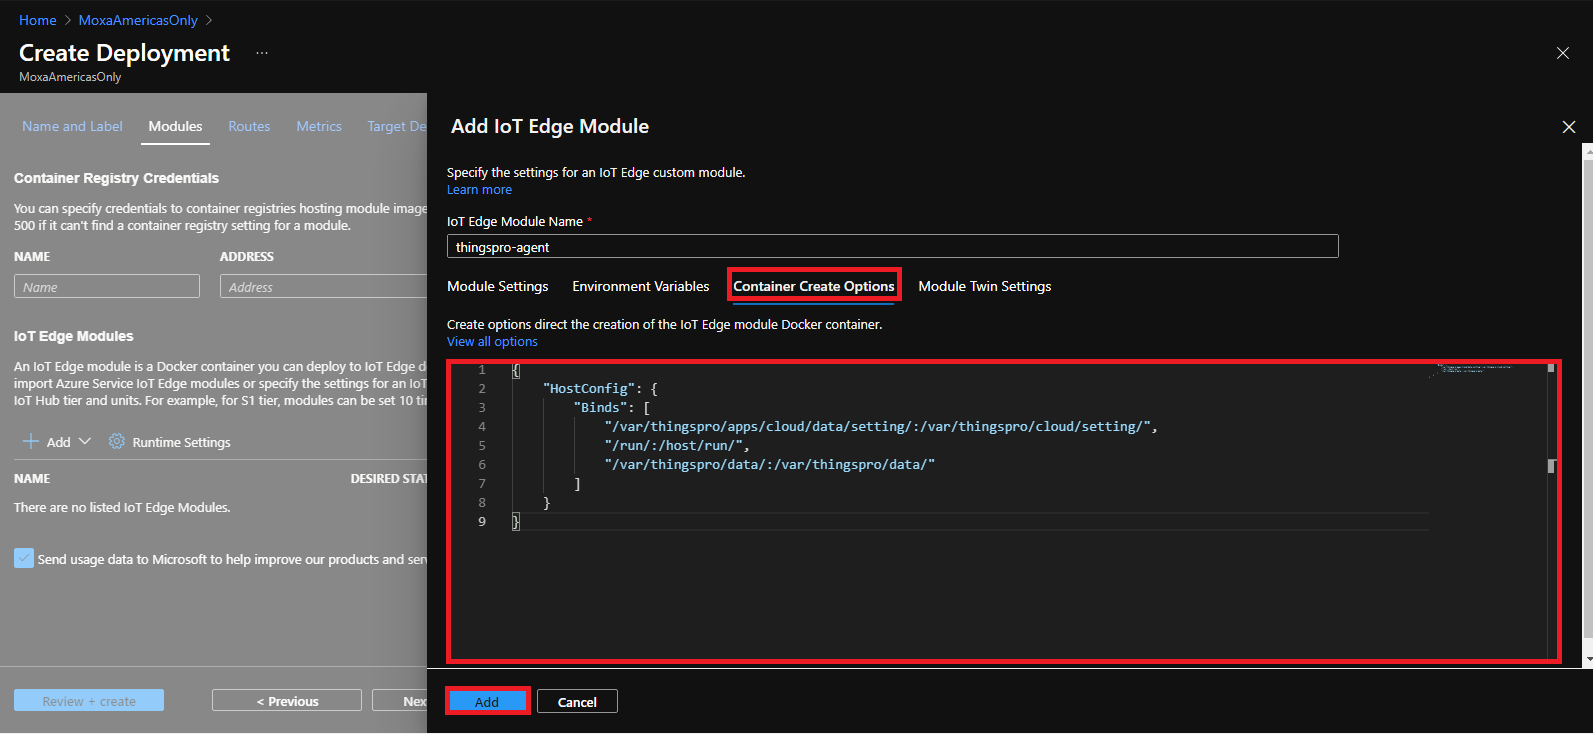 Home > MoxaAmericasOnly >
Create Deployment ...
MoxaAmericasOnly
Name and Label Modules Routes Metrics Target De
Container Registry Credentials
You can specify credentials to container registries hosting module image
500 if it can't find a container registry setting for a module.
NAME ADDRESS
Name Address
IoT Edge Modules
An IoT Edge module is a Docker container you can deploy to IoT Edge d
import Azure Service IoT Edge modules or specify the settings for an IoT
IoT Hub tier and units. For example, for S1 tier, modules can be set 10 tir
Add Runtime Settings
NAME DESIRED STAT
There are no listed IoT Edge Modules.
Send usage data to Microsoft to help improve our products and serv
Review + create < Previous Nex
Add IoT Edge Module
Specify the settings for an IoT Edge custom module.
Learn more
IoT Edge Module Name *
thingspro-agent
Module Settings Environment Variables Container Create Options Module Twin Settings
Create options direct the creation of the IoT Edge module Docker container.
View all options
1 {
2 "HostConfig": {
3 "Binds": [
4 "/var/thingspro/apps/cloud/data/setting/:/var/thingspro/cloud/setting/",
5 "/run/:/host/run/",
6 "/var/thingspro/data/:/var/thingspro/data/"
7 ]
8 }
9 }
Add Cancel